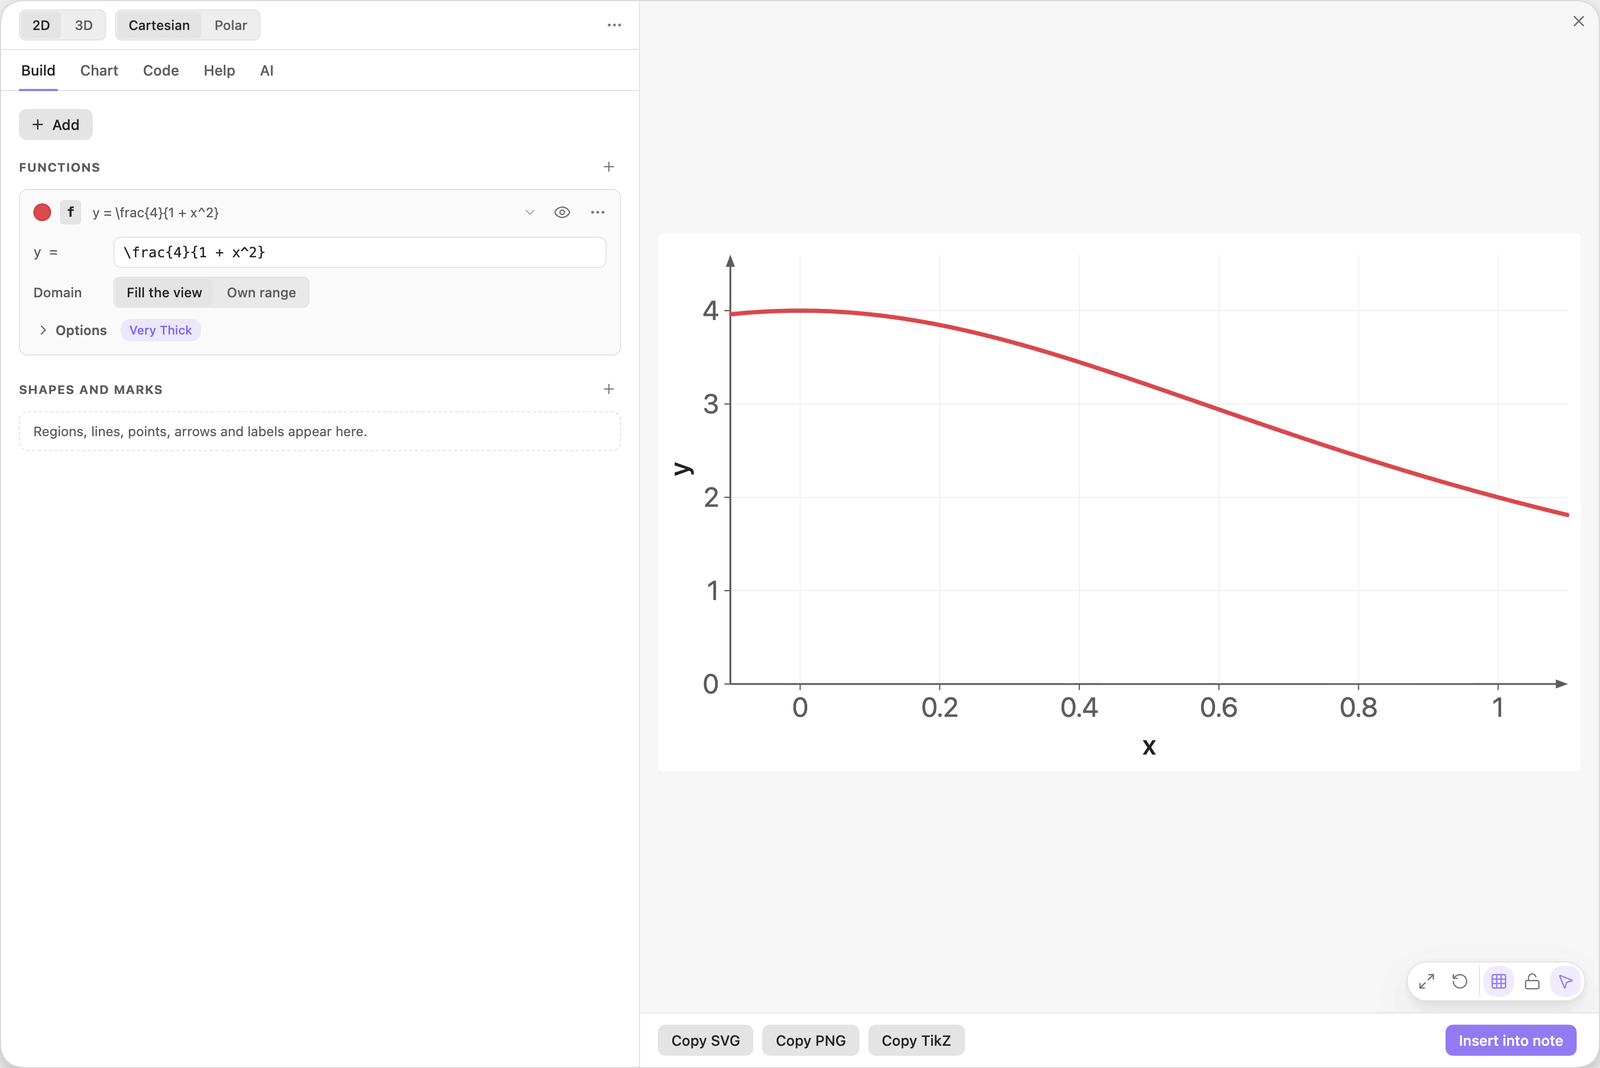 2D 3D Cartesian Polar
Build Chart Code Help AI
+ Add
FUNCTIONS
f y = \frac{4}{1 + x^2}
y = \frac{4}{1 + x^2}
Domain Fill the view Own range
Options Very Thick
SHAPES AND MARKS
Regions, lines, points, arrows and labels appear here.
4
3
y
2
1
0
0 0.2 0.4 0.6 0.8 1
x
Copy SVG Copy PNG Copy TikZ Insert into note